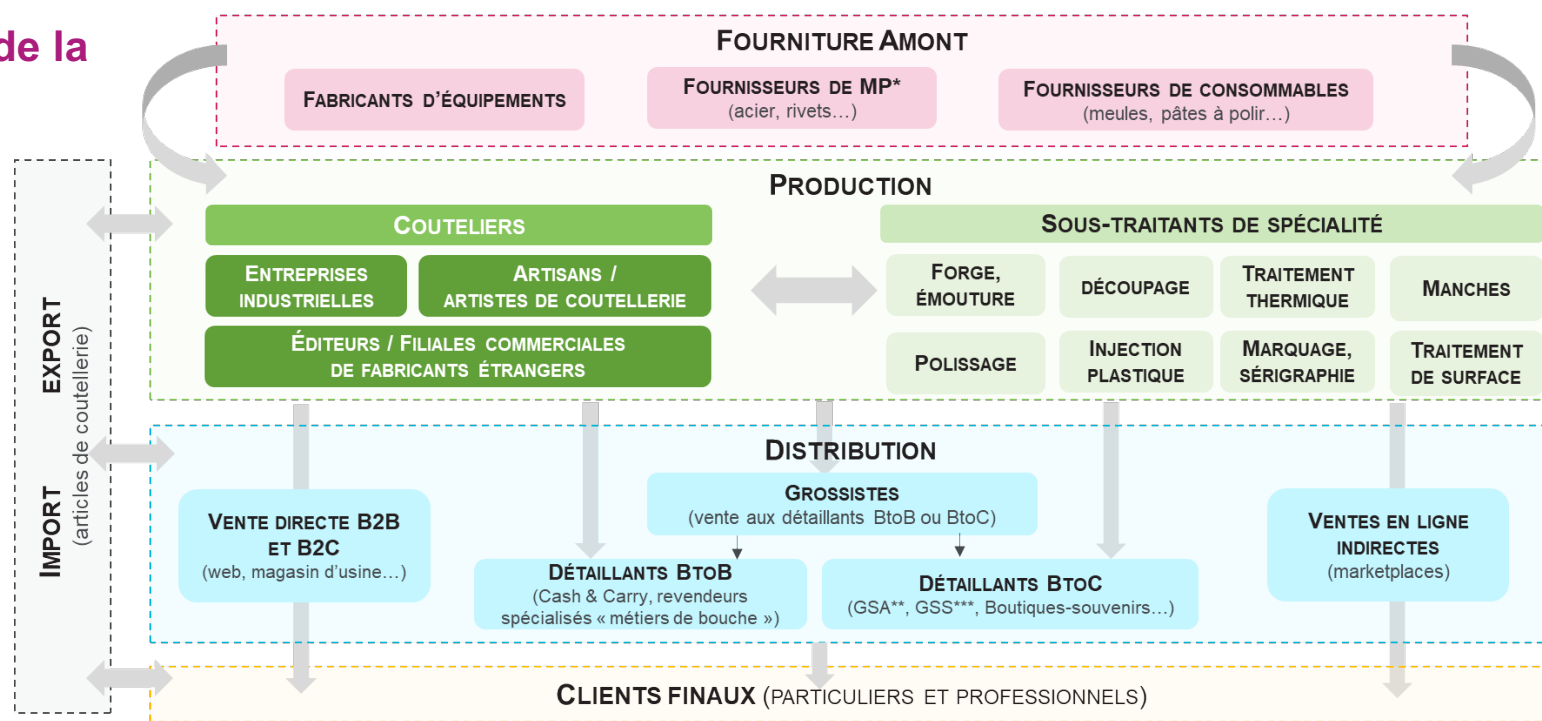 de la
FOURNITURE AMONT
FABRICANTS D'ÉQUIPEMENTS
FOURNISSEURS DE MP*
(acier, rivets…)
FOURNISSEURS DE CONSOMMABLES
(meules, pâtes à polir…)
PRODUCTION
COUTELIERS
ENTREPRISES
INDUSTRIELLES
ARTISANS /
ARTISTES DE COUTELLERIE
ÉDITEURS / FILIALES COMMERCIALES
DE FABRICANTS ÉTRANGERS
SOUS-TRAITANTS DE SPÉCIALITÉ
FORGE,
ÉMOUTURE
DÉCOUPAGE
TRAITEMENT
THERMIQUE
MANCHES
POLISSAGE
INJECTION
PLASTIQUE
MARQUAGE,
SÉRIGRAPHIE
TRAITEMENT
DE SURFACE
IMPORT EXPORT
(articles de coutellerie)
DISTRIBUTION
GROSSISTES
(vente aux détaillants BtoB ou BtoC)
VENTE DIRECTE B2B
ET B2C
(web, magasin d'usine…)
DÉTAILLANTS BTOB
(Cash & Carry, revendeurs
spécialisés « métiers de bouche »)
DÉTAILLANTS BTOC
(GSA**, GSS***, Boutiques-souvenirs…)
VENTES EN LIGNE
INDIRECTES
(marketplaces)
CLIENTS FINAUX (PARTICULIERS ET PROFESSIONNELS)